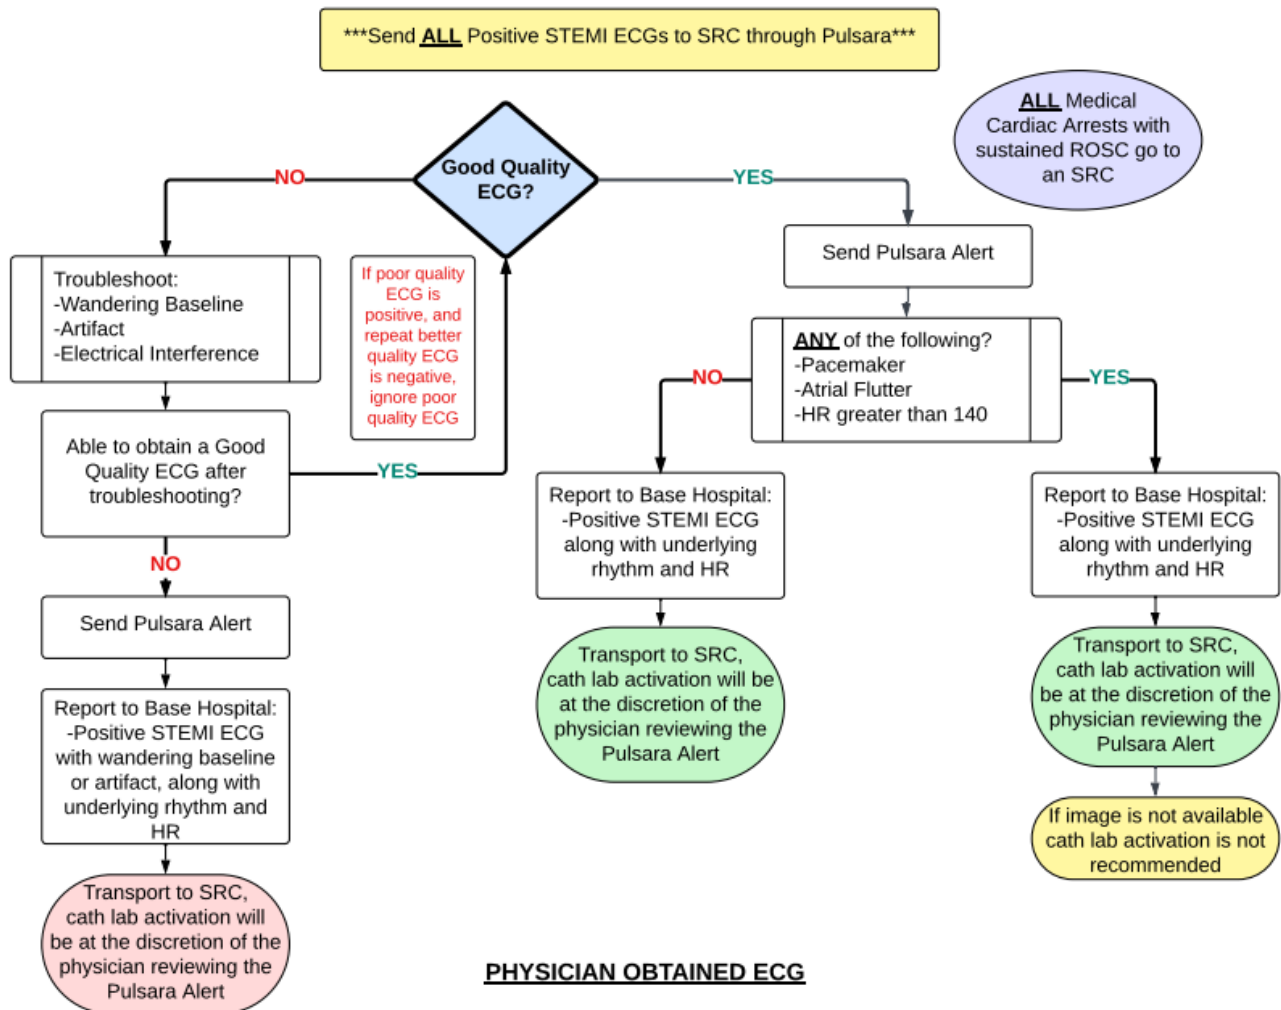 ***Send ALL Positive STEMI ECGs to SRC through Pulsara***
ALL Medical
Cardiac Arrests with
sustained ROSC go to
an SRC
Good Quality
ECG?
NO
YES
Troubleshoot:
-Wandering Baseline
-Artifact
-Electrical Interference
If poor quality
ECG is
positive, and
repeat better
quality ECG
is negative,
ignore poor
quality ECG
Able to obtain a Good
Quality ECG after
troubleshooting?
YES
NO
Send Pulsara Alert
Report to Base Hospital:
-Positive STEMI ECG
with wandering baseline
or artifact, along with
underlying rhythm and
HR
Transport to SRC,
cath lab activation will
be at the discretion of the
physician reviewing the
Pulsara Alert
Send Pulsara Alert
ANY of the following?
-Pacemaker
-Atrial Flutter
-HR greater than 140
NO
YES
Report to Base Hospital:
-Positive STEMI ECG
along with underlying
rhythm and HR
Transport to SRC,
cath lab activation will be
at the discretion of the
physician reviewing the
Pulsara Alert
Report to Base Hospital:
-Positive STEMI ECG
along with underlying
rhythm and HR
Transport to SRC,
cath lab activation will
be at the discretion of the
physician reviewing the
Pulsara Alert
If image is not available
cath lab activation is not
recommended
PHYSICIAN OBTAINED ECG